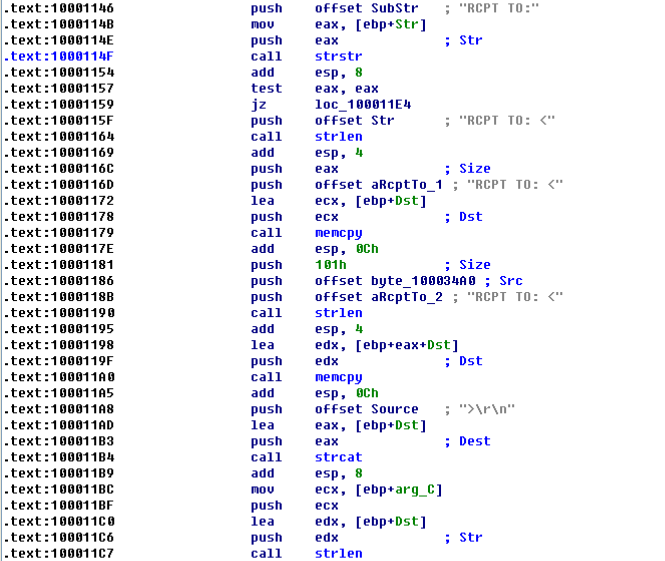 .text:10001146 push offset SubStr ; "RCPT TO:"
.text:1000114B mov eax, [ebp+Str]
.text:1000114E push eax ; Str
.text:1000114F call strstr
.text:10001154 add esp, 8
.text:10001157 test eax, eax
.text:10001159 jz loc_100011E4
.text:1000115F push offset Str ; "RCPT TO: <"
.text:10001164 call strlen
.text:10001169 add esp, 4
.text:1000116C push eax ; Size
.text:1000116D push offset aRcptTo_1 ; "RCPT TO: <"
.text:10001172 lea ecx, [ebp+Dst]
.text:10001178 push ecx ; Dst
.text:10001179 call memcpy
.text:1000117E add esp, 0Ch
.text:10001181 push 101h ; Size
.text:10001186 push offset byte_100034A0 ; Src
.text:1000118B push offset aRcptTo_2 ; "RCPT TO: <"
.text:10001190 call strlen
.text:10001195 add esp, 4
.text:10001198 lea edx, [ebp+eax+Dst]
.text:1000119F push edx ; Dst
.text:100011A0 call memcpy
.text:100011A5 add esp, 0Ch
.text:100011A8 push offset Source ; ">\r\n"
.text:100011AD lea eax, [ebp+Dst]
.text:100011B3 push eax ; Dest
.text:100011B4 call strcat
.text:100011B9 add esp, 8
.text:100011BC mov ecx, [ebp+arg_C]
.text:100011BF push ecx
.text:100011C0 lea edx, [ebp+Dst]
.text:100011C6 push edx ; Str
.text:100011C7 call strlen